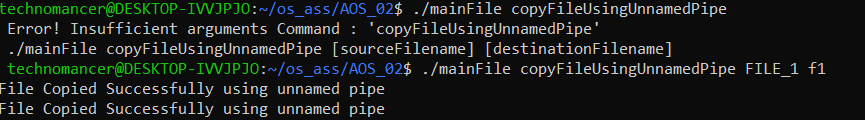 technomancer@DESKTOP-IVVJPJO:~/os_ass/AOS_02$ ./mainFile copyFileUsingUnnamedPipe
Error! Insufficient arguments Command : 'copyFileUsingUnnamedPipe'
./mainFile copyFileUsingUnnamedPipe [sourceFilename] [destinationFilename]
technomancer@DESKTOP-IVVJPJO:~/os_ass/AOS_02$ ./mainFile copyFileUsingUnnamedPipe FILE_1 f1
File Copied Successfully using unnamed pipe
File Copied Successfully using unnamed pipe